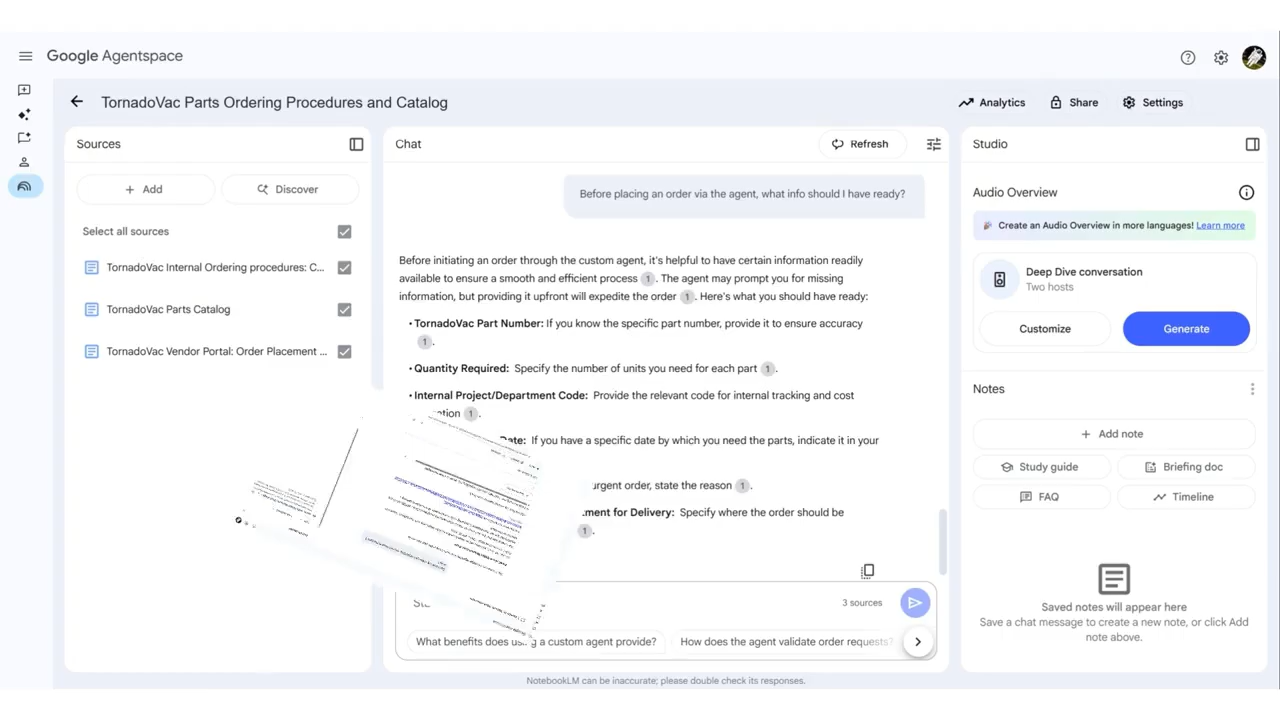 Google Agentspace
TornadoVac Parts Ordering Procedures and Catalog
Analytics
Share
Settings
Sources
+ Add
Discover
Select all sources
TornadoVac Internal Ordering procedures: C...
TornadoVac Parts Catalog
TornadoVac Vendor Portal: Order Placement ...
Chat
Refresh
Before placing an order via the agent, what info should I have ready?
Before initiating an order through the custom agent, it's helpful to have certain information readily
available to ensure a smooth and efficient process 1. The agent may prompt you for missing
information, but providing it upfront will expedite the order 1. Here's what you should have ready:
• TornadoVac Part Number: If you know the specific part number, provide it to ensure accuracy
1.
• Quantity Required: Specify the number of units you need for each part 1.
• Internal Project/Department Code: Provide the relevant code for internal tracking and cost
1.
Date: If you have a specific date by which you need the parts, indicate it in your
urgent order, state the reason 1.
for Delivery: Specify where the order should be
1.
3 sources
What benefits does using a custom agent provide?
How does the agent validate order requests?
NotebookLM can be inaccurate; please double check its responses.
Studio
Audio Overview
Create an Audio Overview in more languages! Learn more
Deep Dive conversation
Two hosts
Customize
Generate
Notes
+ Add note
Study guide
Briefing doc
FAQ
Timeline
Saved notes will appear here
Save a chat message to create a new note, or click Add
note above.